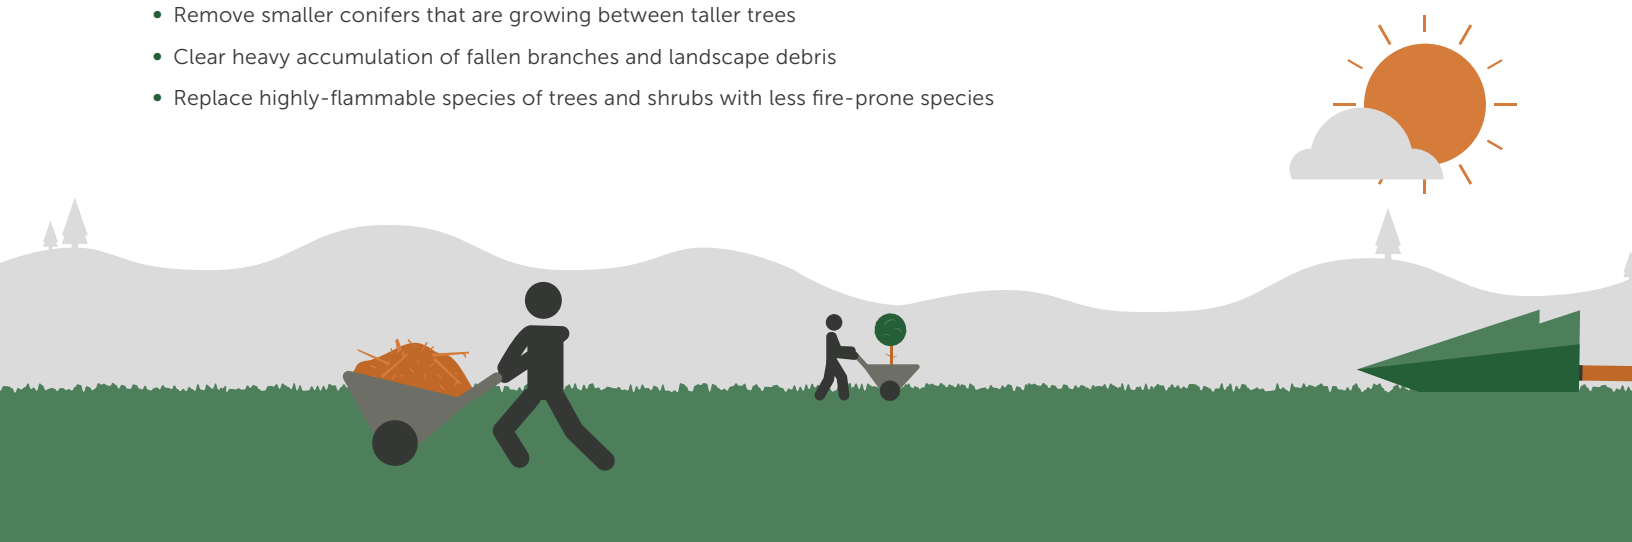 • Remove smaller conifers that are growing between taller trees
• Clear heavy accumulation of fallen branches and landscape debris
• Replace highly-flammable species of trees and shrubs with less fire-prone species